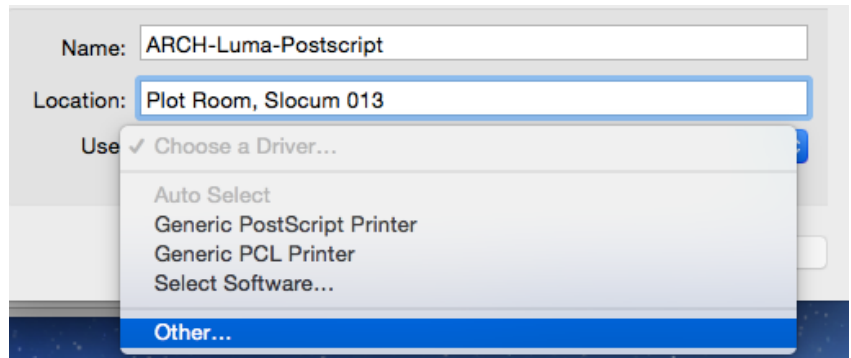 Name: ARCH-Luma-Postscript
Location: Plot Room, Slocum 013
Use ✓ Choose a Driver...
Auto Select
Generic PostScript Printer
Generic PCL Printer
Select Software...
Other...